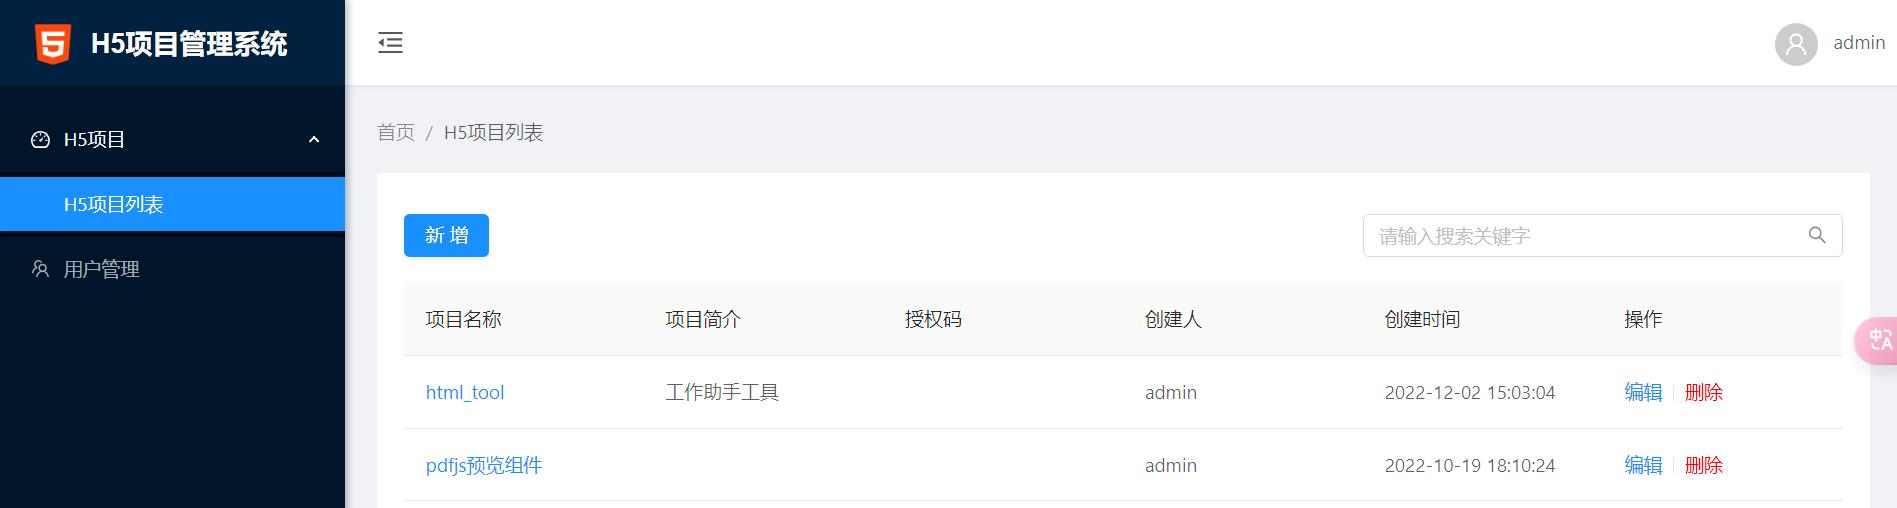 H5项目管理系统
admin
H5项目
H5项目列表
用户管理
首页 / H5项目列表
新 增
请输入搜索关键字
项目名称 项目简介 授权码 创建人 创建时间 操作
html_tool 工作助手工具 admin 2022-12-02 15:03:04 编辑 删除
pdfjs预览组件 admin 2022-10-19 18:10:24 编辑 删除
中A